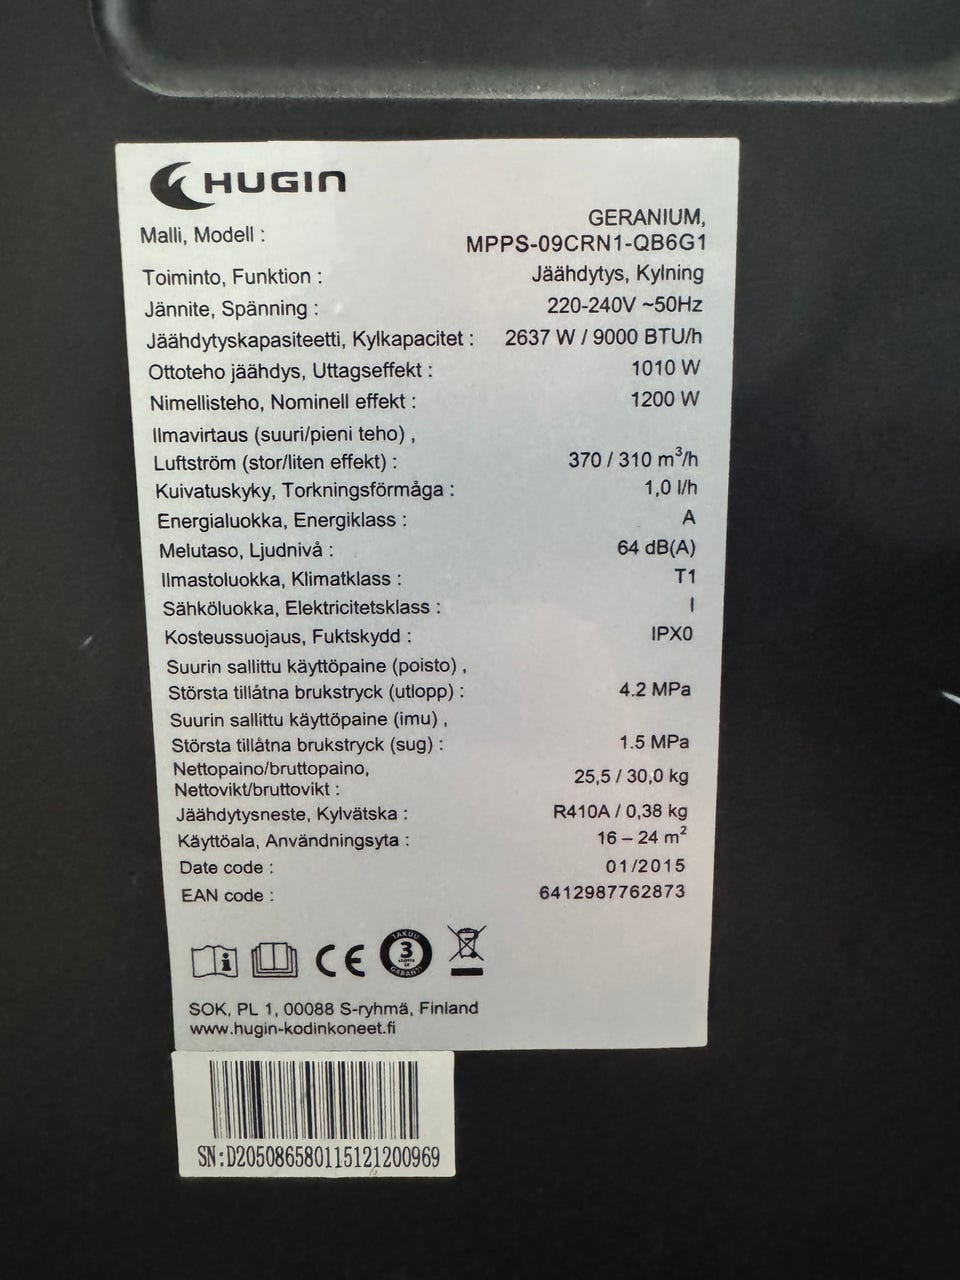 HUGIN
Malli, Modell : GERANIUM, MPPS-09CRN1-QB6G1
Toiminto, Funktion : Jäähdytys, Kylning
Jännite, Spänning : 220-240V ~50Hz
Jäähdytyskapasiteetti, Kylkapacitet : 2637 W / 9000 BTU/h
Ottoteho jäähdys, Uttagseffekt : 1010 W
Nimellisteho, Nominell effekt : 1200 W
Ilmavirtaus (suuri/pieni teho) ,
Luftström (stor/liten effekt) : 370 / 310 m³/h
Kuivatuskyky, Torkningsförmåga : 1,0 l/h
Energialuokka, Energiklass : A
Melutaso, Ljudnivå : 64 dB(A)
Ilmastoluokka, Klimatklass : T1
Sähköluokka, Elektricitetsklass : I
Kosteussuojaus, Fuktskydd : IPX0
Suurin sallittu käyttöpaine (poisto) ,
Största tillåtna brukstryck (utlopp) : 4.2 MPa
Suurin sallittu käyttöpaine (imu) ,
Största tillåtna brukstryck (sug) : 1.5 MPa
Nettopaino/bruttopaino,
Nettovikt/bruttovikt : 25,5 / 30,0 kg
Jäähdytysneste, Kylvätska : R410A / 0,38 kg
Käyttöala, Användningsyta : 16 – 24 m²
Date code : 01/2015
EAN code : 6412987762873
CE TAKUU 3 GARANTI
SOK, PL 1, 00088 S-ryhmä, Finland
www.hugin-kodinkoneet.fi
SN:D205086580115121200969